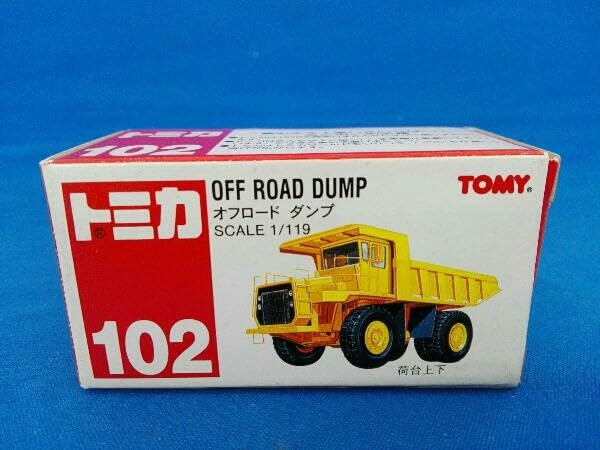 トミカ
102
トミカ®
102
OFF ROAD DUMP
オフロード ダンプ
SCALE 1/119
TOMY®
荷台上下